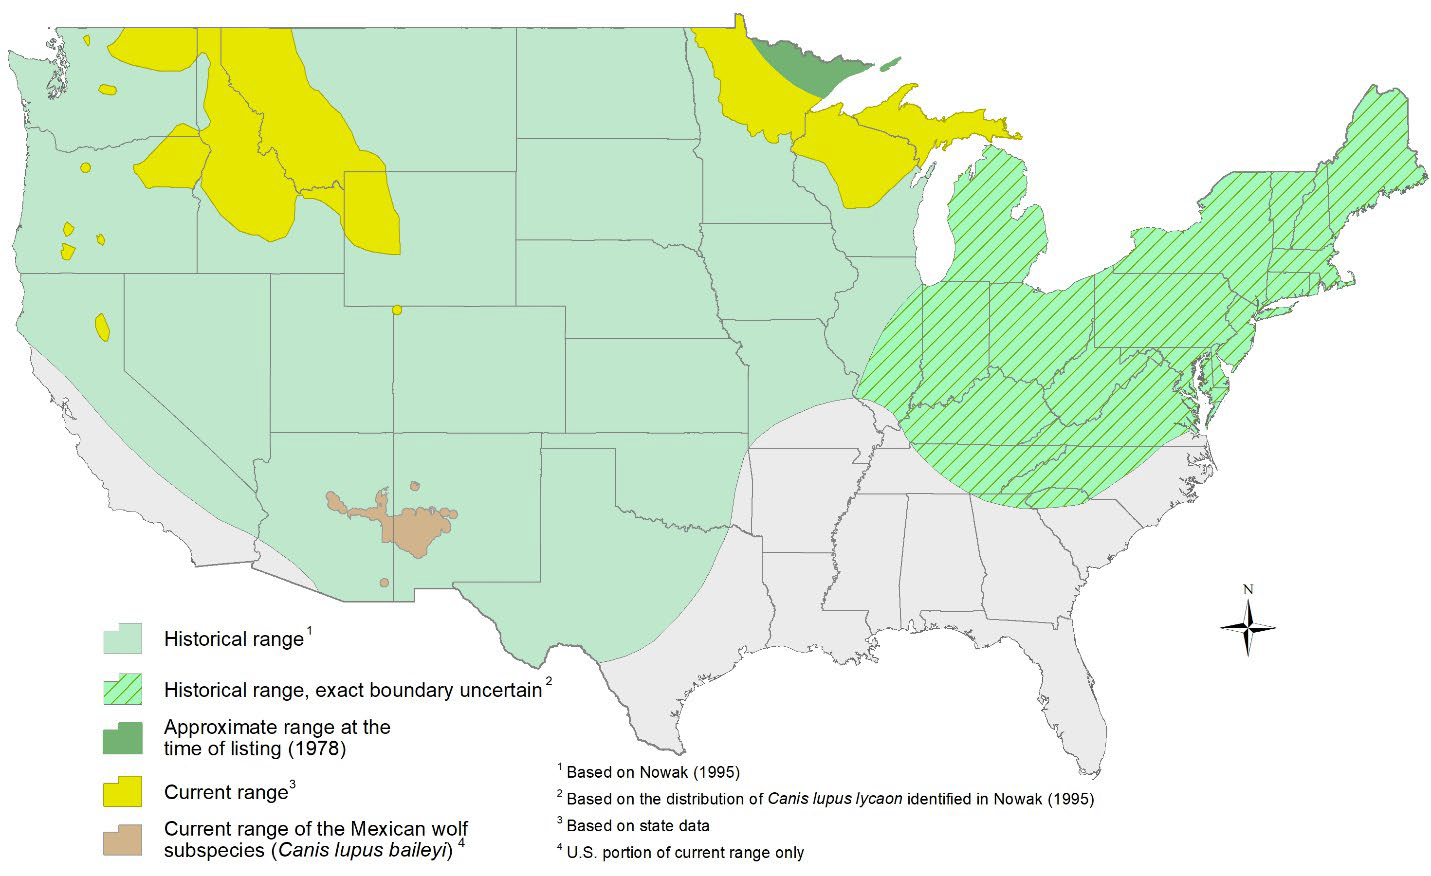 N
Historical range1
Historical range, exact boundary uncertain2
Approximate range at the
time of listing (1978)
Current range3
Current range of the Mexican wolf
subspecies (Canis lupus baileyi) 4
1 Based on Nowak (1995)
2 Based on the distribution of Canis lupus lycaon identified in Nowak (1995)
3 Based on state data
4 U.S. portion of current range only